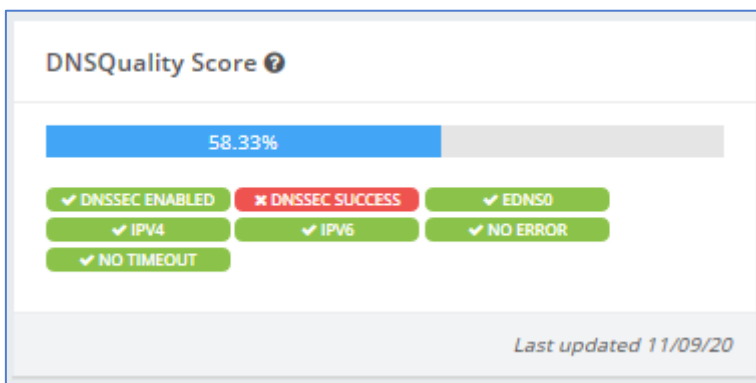 DNSQuality Score ?
58.33%
✔ DNSSEC ENABLED ✖ DNSSEC SUCCESS ✔ EDNS0
✔ IPV4 ✔ IPV6 ✔ NO ERROR
✔ NO TIMEOUT
Last updated 11/09/20